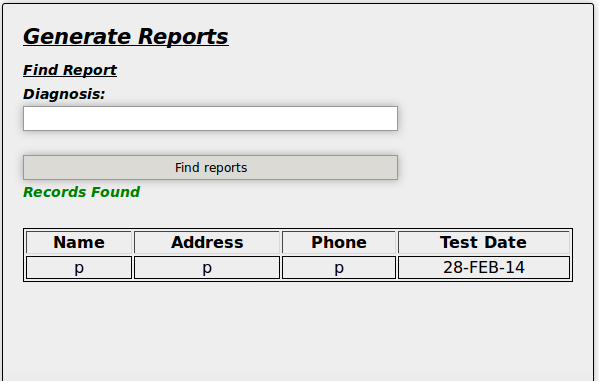 Generate Reports
Find Report
Diagnosis:
Find reports
Records Found
Name Address Phone Test Date
p p p 28-FEB-14